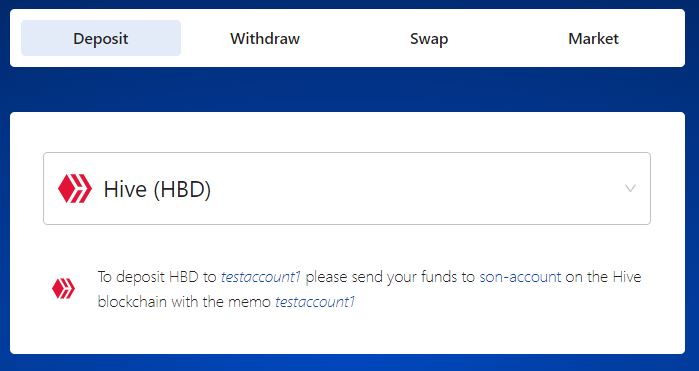 Deposit Withdraw Swap Market
Hive (HBD)
To deposit HBD to testaccount1 please send your funds to son-account on the Hive
blockchain with the memo testaccount1